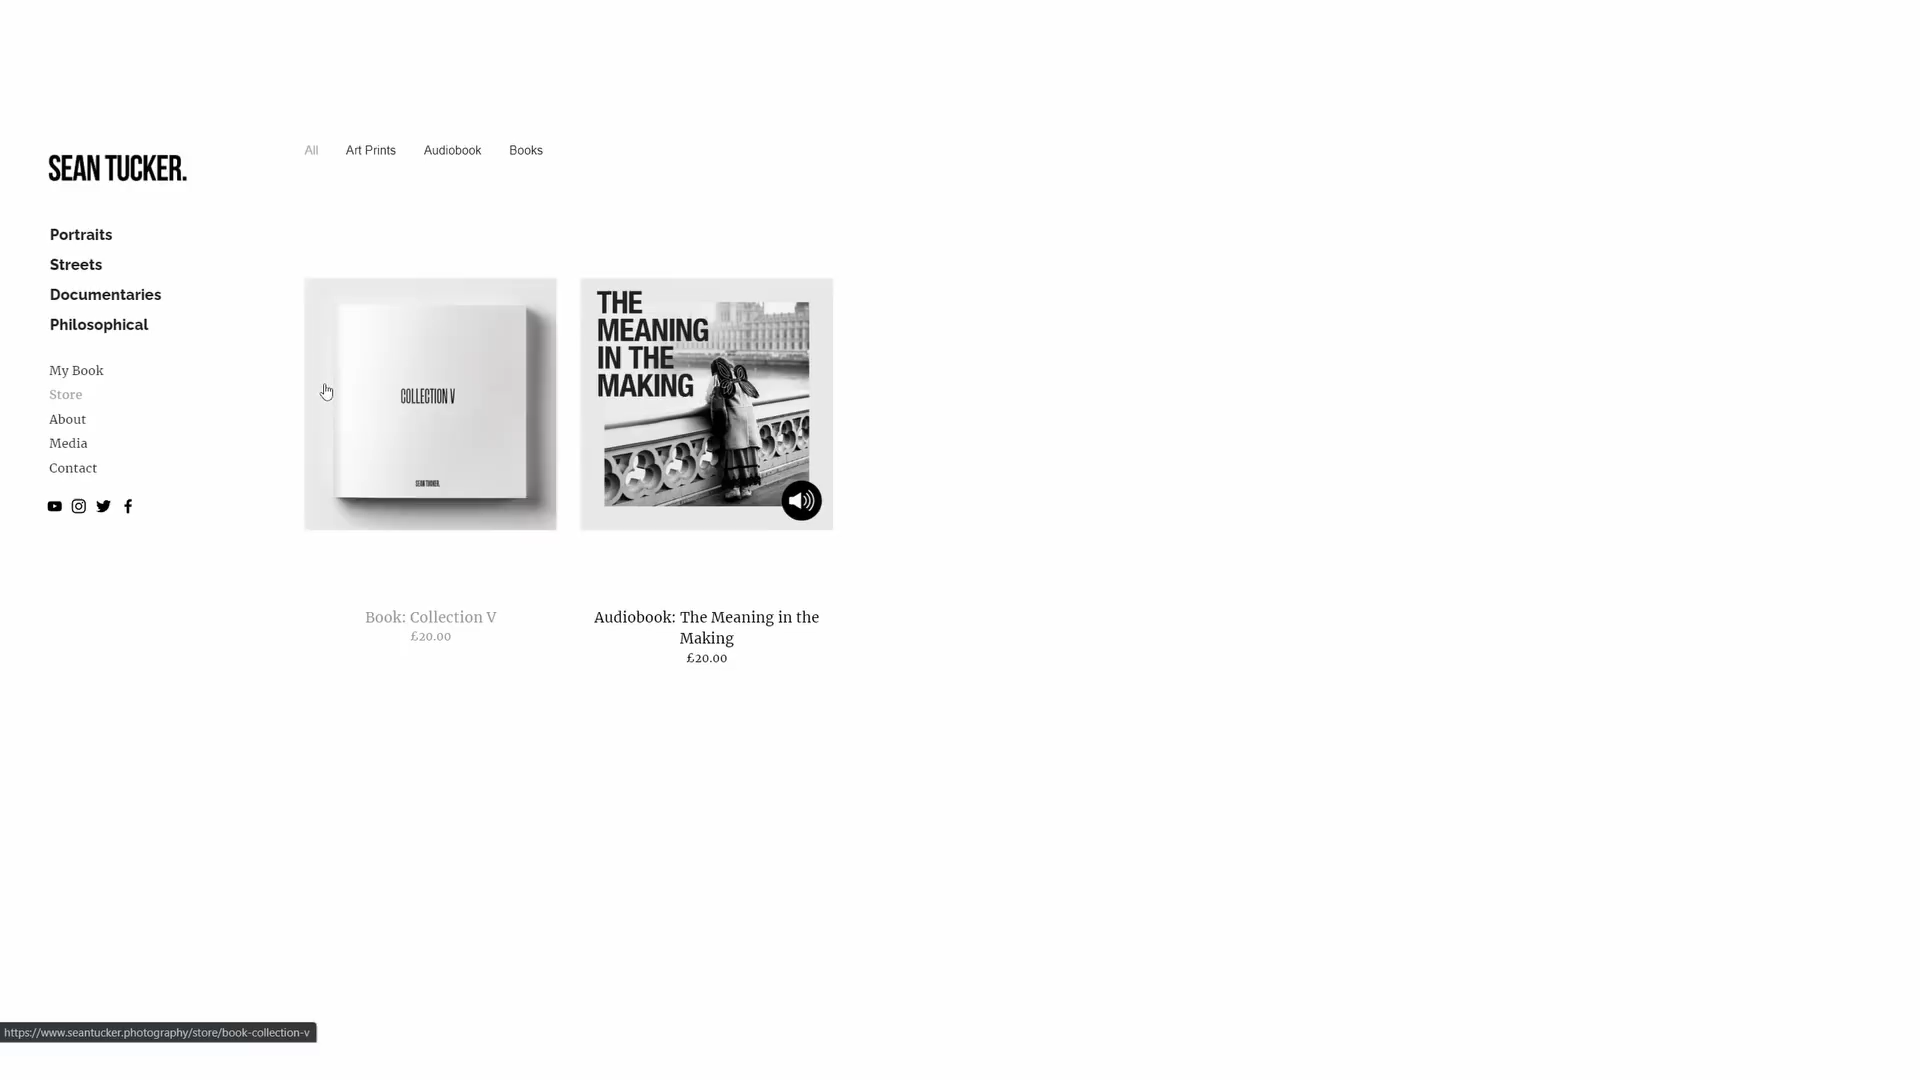 SEAN TUCKER.
Portraits
Streets
Documentaries
Philosophical
My Book
Store
About
Media
Contact
All Art Prints Audiobook Books
COLLECTION V
SEAN TUCKER.
Book: Collection V
£20.00
THE
MEANING
IN THE
MAKING
Audiobook: The Meaning in the
Making
£20.00
https://www.seantucker.photography/store/book-collection-v